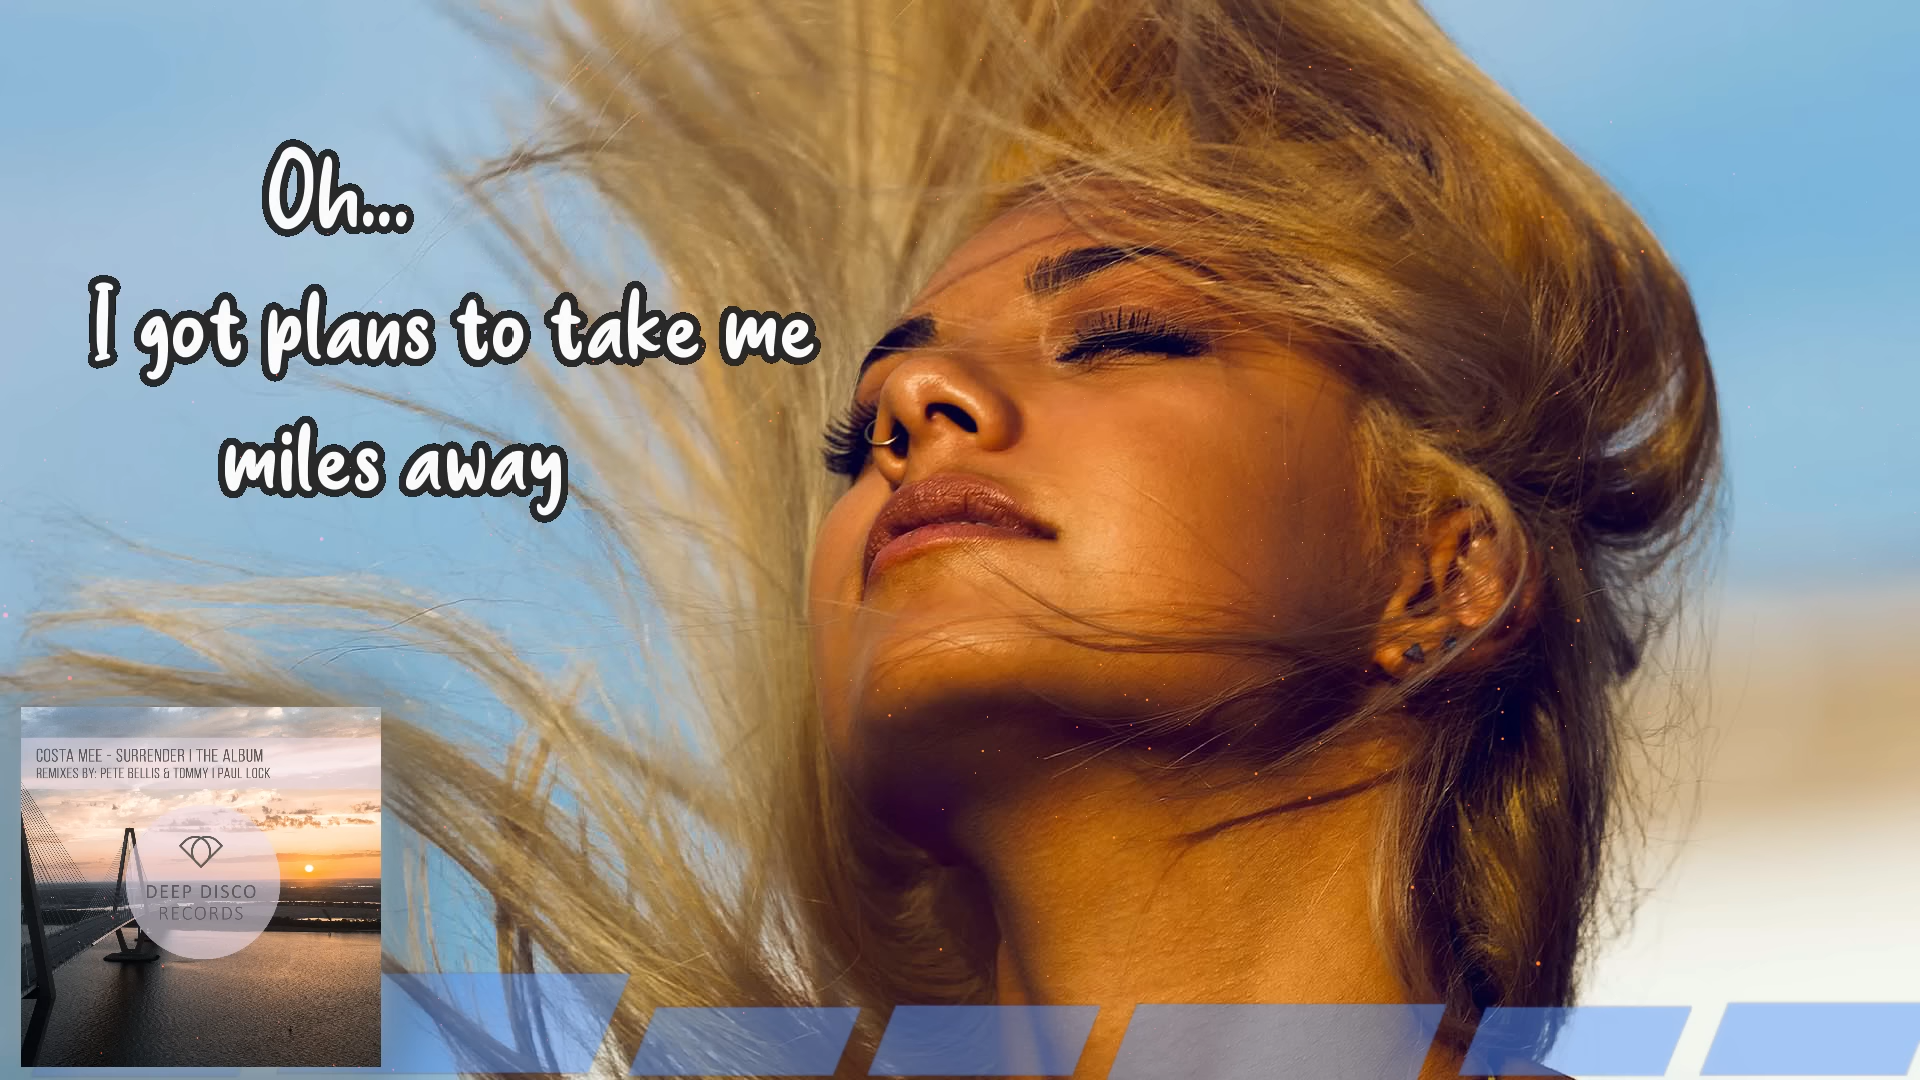 Oh...
I got plans to take me
miles away
COSTA MEE - SURRENDER | THE ALBUM
REMIXES BY: PETE BELLIS & TOMMY | PAUL LOCK
DEEP DISCO
RECORDS